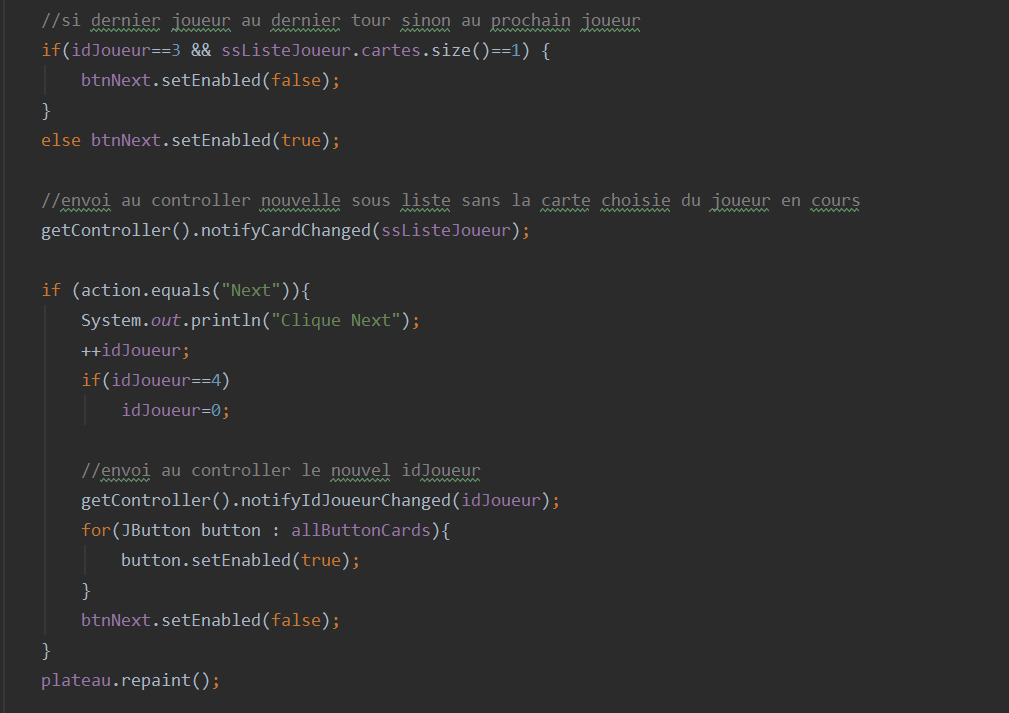 //si dernier joueur au dernier tour sinon au prochain joueur
if(idJoueur==3 && ssListeJoueur.cartes.size()==1) {
btnNext.setEnabled(false);
}
else btnNext.setEnabled(true);
//envoi au controller nouvelle sous liste sans la carte choisie du joueur en cours
getController().notifyCardChanged(ssListeJoueur);
if (action.equals("Next")){
System.out.println("Clique Next");
++idJoueur;
if(idJoueur==4)
idJoueur=0;
//envoi au controller le nouvel idJoueur
getController().notifyIdJoueurChanged(idJoueur);
for(JButton button : allButtonCards){
button.setEnabled(true);
}
btnNext.setEnabled(false);
}
plateau.repaint();